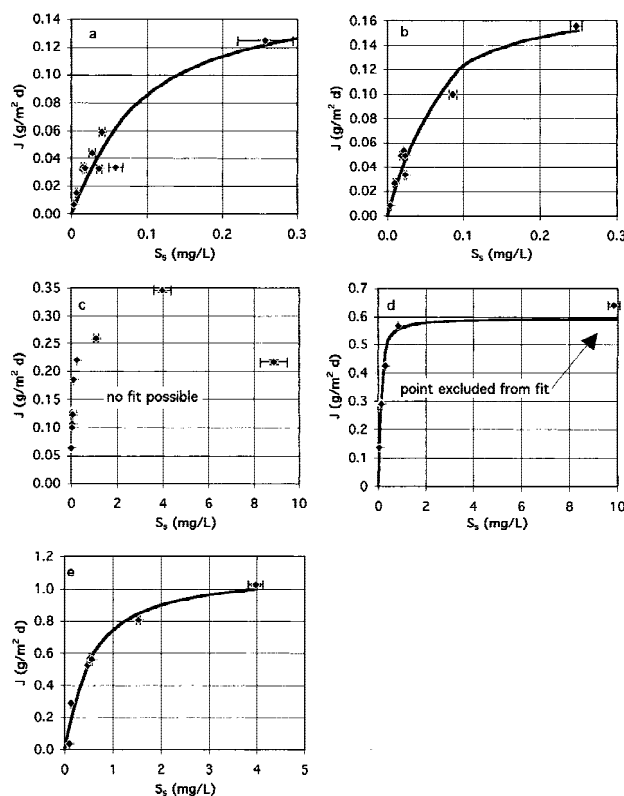 a
J (g/m² d)
0.14
0.12
0.10
0.08
0.06
0.04
0.02
0.00
0 0.1 0.2 0.3
Sₛ (mg/L)
b
J (g/m² d)
0.16
0.14
0.12
0.10
0.08
0.06
0.04
0.02
0.00
0.0 0.1 0.2 0.3
Sₛ (mg/L)
c
J (g/m² d)
0.35
0.30
0.25
0.20
0.15
0.10
0.05
0.00
no fit possible
0 2 4 6 8 10
Sₛ (mg/L)
d
J (g/m² d)
0.7
0.6
0.5
0.4
0.3
0.2
0.1
0
point excluded from fit
0 2 4 6 8 10
Sₛ (mg/L)
e
J (g/m² d)
1.2
1.0
0.8
0.6
0.4
0.2
0.0
0 1 2 3 4 5
Sₛ (mg/L)